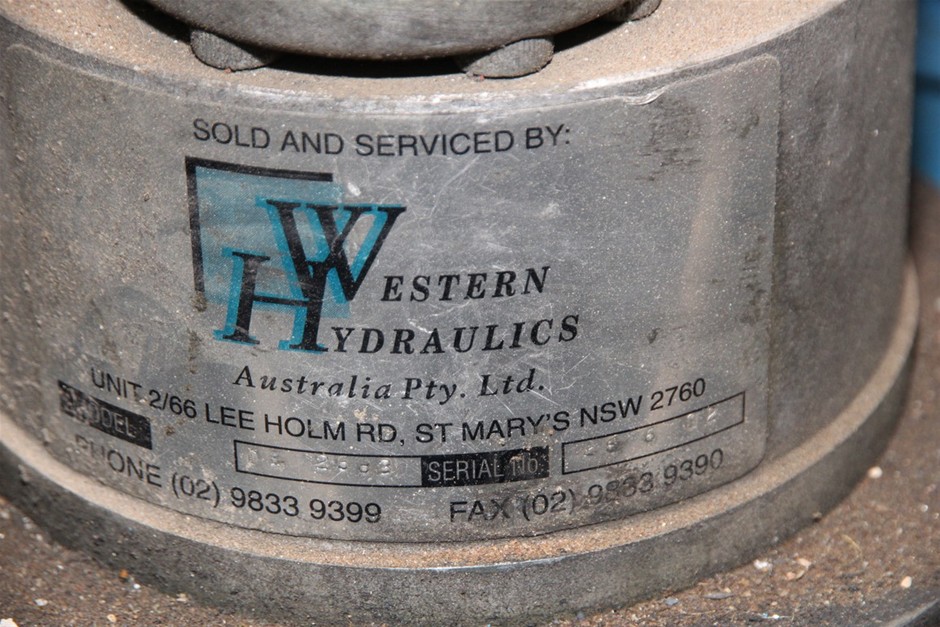 SOLD AND SERVICED BY:
WESTERN
HYDRAULICS
Australia Pty. Ltd.
UNIT 2/66 LEE HOLM RD, ST MARY'S NSW 2760
MODEL SERIAL No.
PHONE (02) 9833 9399 FAX (02) 9833 9390